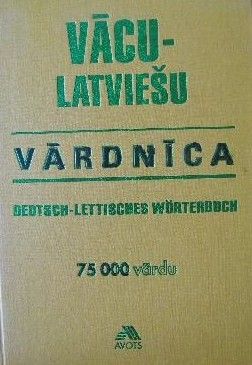 VĀCU-
LATVIEŠU
VĀRDNĪCA
DEUTSCH-LETTISCHES WÖRTERBUCH
75 000 vārdu
AVOTS